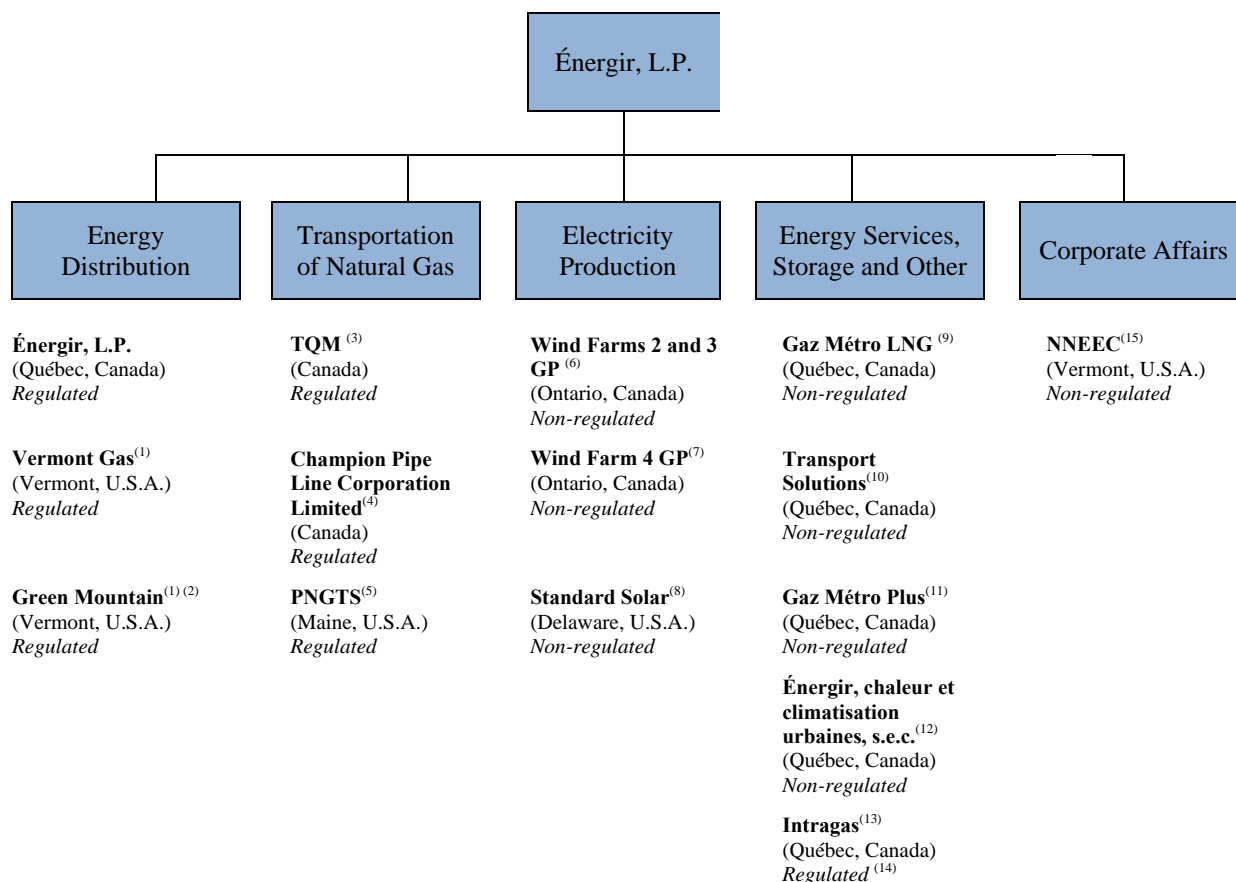 Énergir, L.P.
Energy
Distribution
Transportation
of Natural Gas
Electricity
Production
Energy Services,
Storage and Other
Corporate Affairs
Énergir, L.P.
(Québec, Canada)
Regulated
Vermont Gas(1)
(Vermont, U.S.A.)
Regulated
Green Mountain(1) (2)
(Vermont, U.S.A.)
Regulated
TQM (3)
(Canada)
Regulated
Champion Pipe
Line Corporation
Limited(4)
(Canada)
Regulated
PNGTS(5)
(Maine, U.S.A.)
Regulated
Wind Farms 2 and 3
GP (6)
(Ontario, Canada)
Non-regulated
Wind Farm 4 GP(7)
(Ontario, Canada)
Non-regulated
Standard Solar(8)
(Delaware, U.S.A.)
Non-regulated
Gaz Métro LNG (9)
(Québec, Canada)
Non-regulated
Transport
Solutions(10)
(Québec, Canada)
Non-regulated
Gaz Métro Plus(11)
(Québec, Canada)
Non-regulated
Énergir, chaleur et
climatisation
urbaines, s.e.c.(12)
(Québec, Canada)
Non-regulated
Intragas(13)
(Québec, Canada)
Regulated (14)
NNEEC(15)
(Vermont, U.S.A.)
Non-regulated